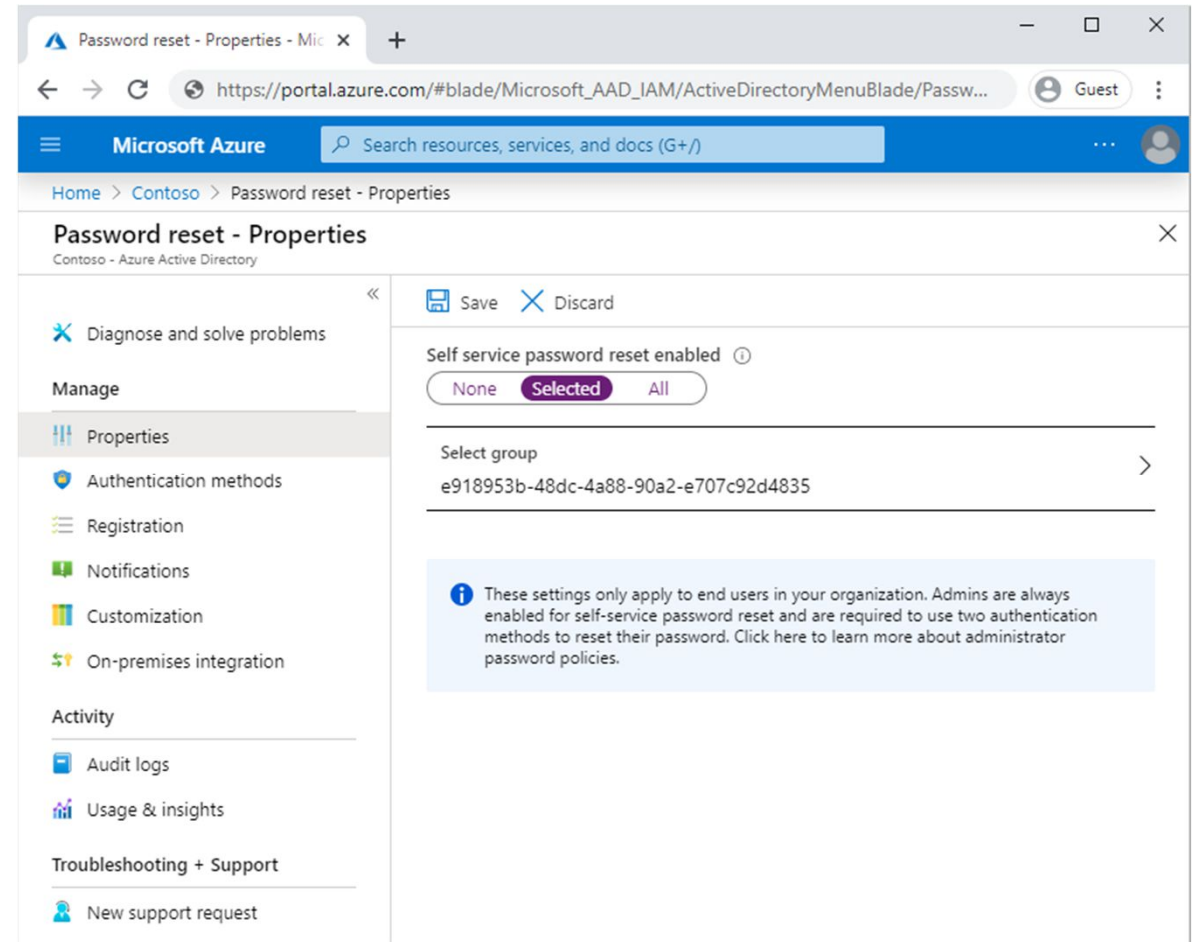 Password reset - Properties - Mic
https://portal.azure.com/#blade/Microsoft_AAD_IAM/ActiveDirectoryMenuBlade/Passw...
Guest
Microsoft Azure
Search resources, services, and docs (G+/)
Home > Contoso > Password reset - Properties
Password reset - Properties
Contoso - Azure Active Directory
Diagnose and solve problems
Manage
Properties
Authentication methods
Registration
Notifications
Customization
On-premises integration
Activity
Audit logs
Usage & insights
Troubleshooting + Support
New support request
Save
Discard
Self service password reset enabled
None
Selected
All
Select group
e918953b-48dc-4a88-90a2-e707c92d4835
These settings only apply to end users in your organization. Admins are always
enabled for self-service password reset and are required to use two authentication
methods to reset their password. Click here to learn more about administrator
password policies.